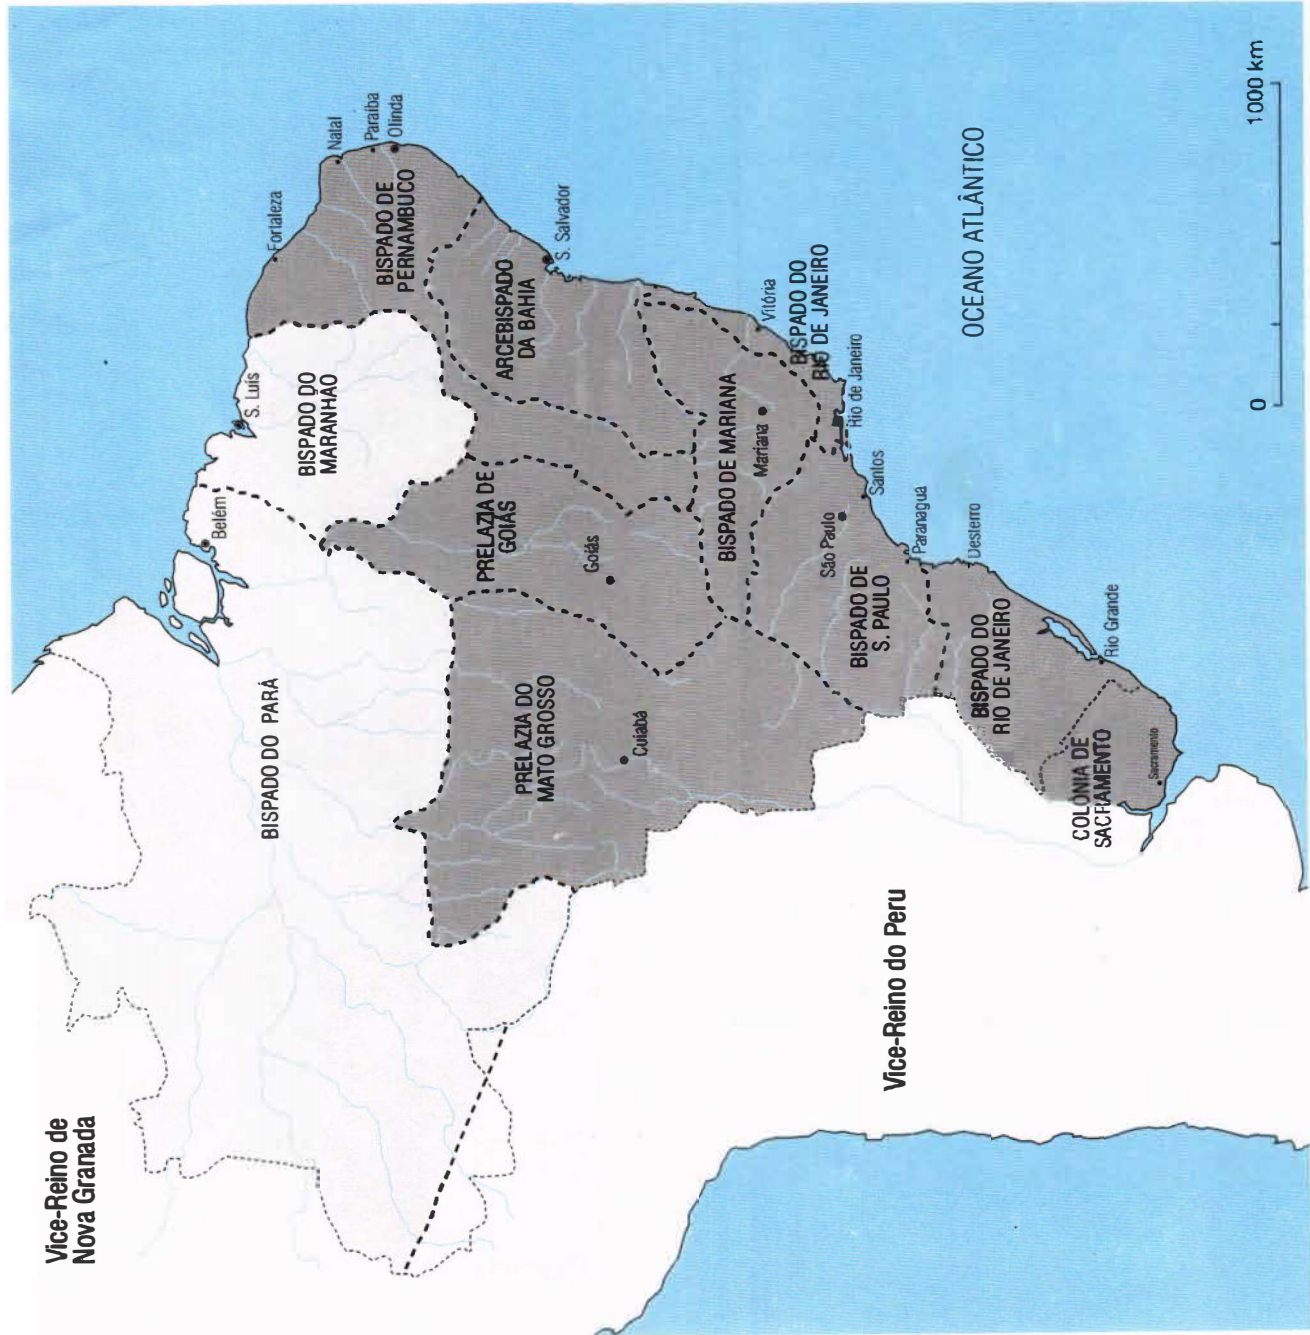 Vice-Reino de
Nova Granada
BISPADO DO PARÁ
Belém
S. Luís
BISPADO DO
MARANHÃO
Fortaleza
Natal
Paraíba
Olinda
BISPADO DE
PERNAMBUCO
ARCEBISPADO
DA BAHIA
S. Salvador
PRELAZIA DE
GOIÁS
Goiás
PRELAZIA DO
MATO GROSSO
Cuiabá
BISPADO DE MARIANA
Mariana
Vitória
BISPADO DO
RIO DE JANEIRO
Rio de Janeiro
São Paulo
Santos
BISPADO DE
S. PAULO
Paranagua
Desterro
BISPADO DO
RIO DE JANEIRO
Rio Grande
COLONIA DE
SACRAMENTO
Sacramento
Vice-Reino do Peru
OCEANO ATLÂNTICO
0
1000 km